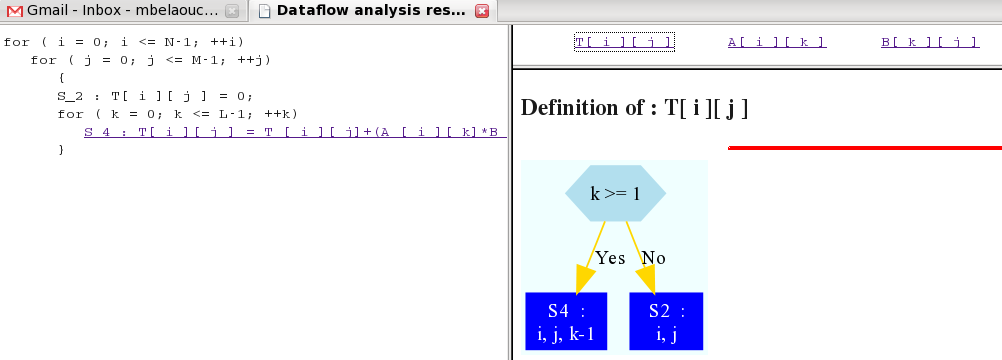 Gmail - Inbox - mbelaouc...
Dataflow analysis res...
for ( i = 0; i <= N-1; ++i)
for ( j = 0; j <= M-1; ++j)
{
S_2 : T[ i ][ j ] = 0;
for ( k = 0; k <= L-1; ++k)
S_4 : T[ i ][ j ] = T [ i ][ j]+(A [ i ][ k]*B
}
T[ i ][ j ] A[ i ][ k ] B[ k ][ j ]
Definition of : T[ i ][ j ]
k >= 1
Yes No
S4 :
i, j, k-1
S2 :
i, j